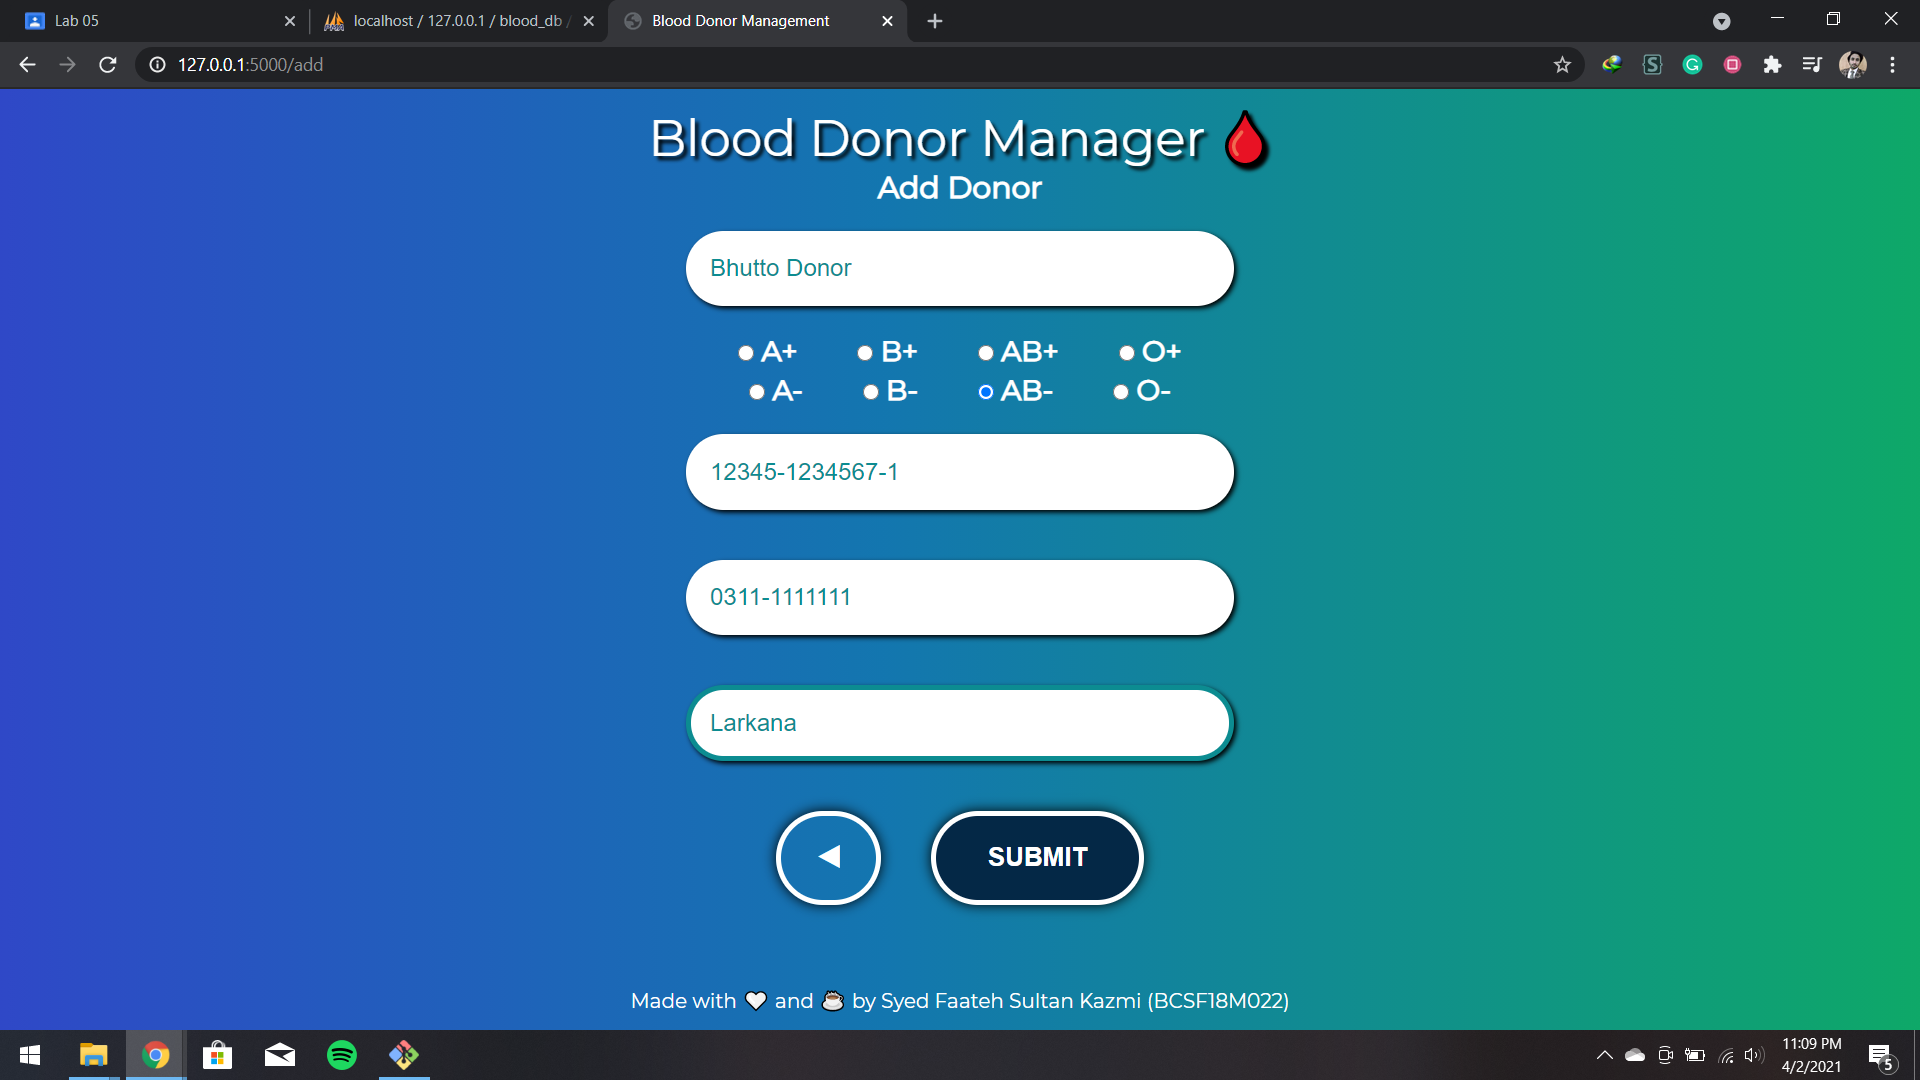 Lab 05
localhost / 127.0.0.1 / blood_db /
Blood Donor Management
127.0.0.1:5000/add
Blood Donor Manager
Add Donor
Bhutto Donor
A+ B+ AB+ O+
A- B- AB- O-
12345-1234567-1
0311-1111111
Larkana
SUBMIT
Made with 🤍 and ☕ by Syed Faateh Sultan Kazmi (BCSF18M022)
11:09 PM
4/2/2021
5